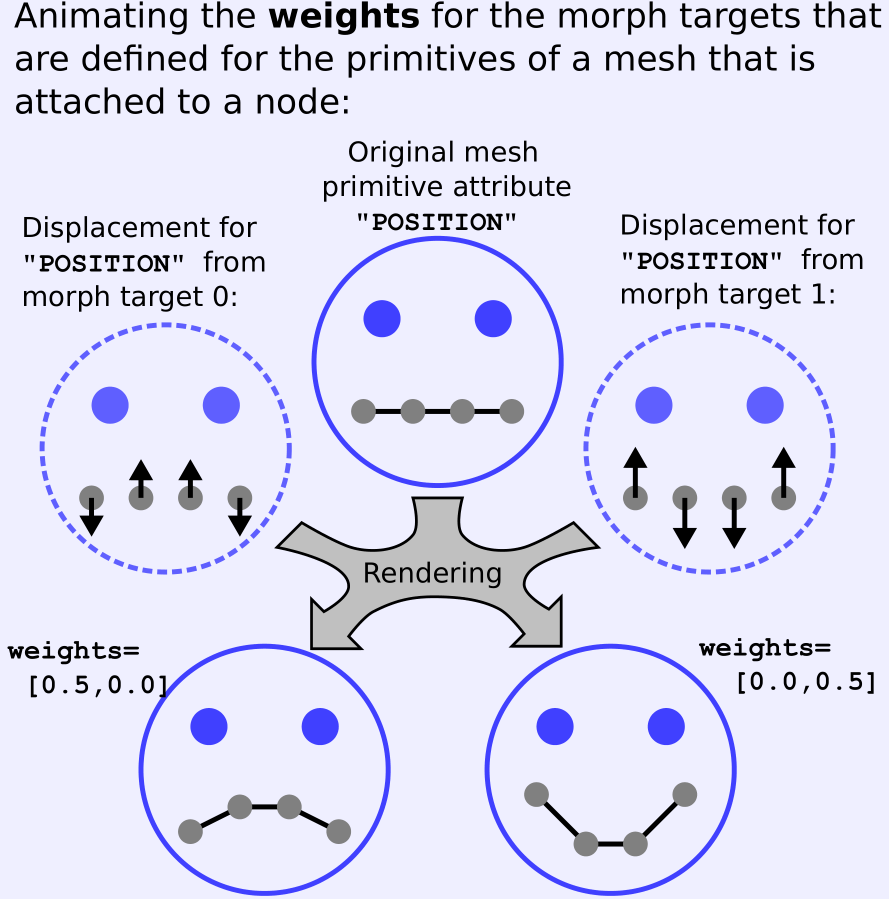 Animating the weights for the morph targets that
are defined for the primitives of a mesh that is
attached to a node:
Original mesh
primitive attribute
"POSITION"
Displacement for
"POSITION" from
morph target 0:
Displacement for
"POSITION" from
morph target 1:
Rendering
weights=
[0.5,0.0]
weights=
[0.0,0.5]